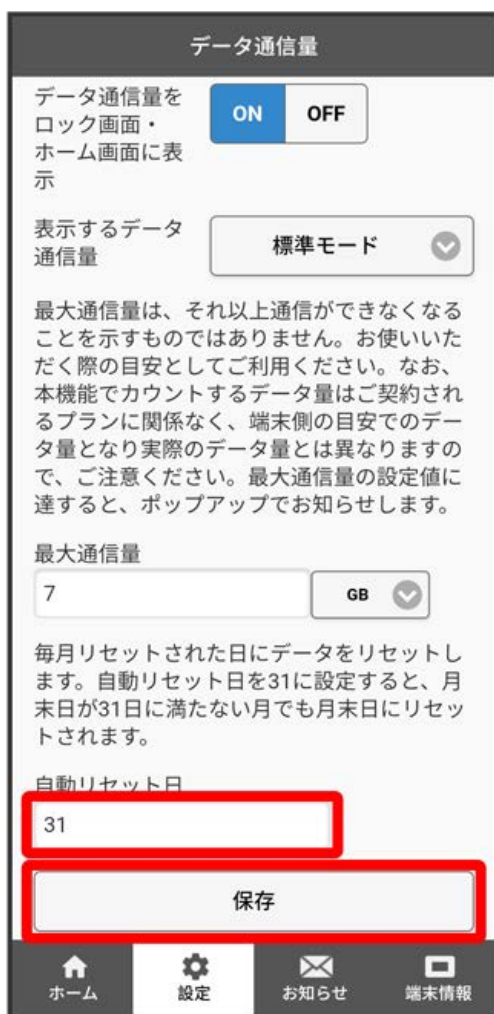 データ通信量
データ通信量を
ロック画面・
ホーム画面に表
示
ON OFF
表示するデータ
通信量
標準モード
最大通信量は、それ以上通信ができなくなる
ことを示すものではありません。お使いいた
だく際の目安としてご利用ください。なお、
本機能でカウントするデータ量はご契約され
るプランに関係なく、端末側の目安でのデー
タ量となり実際のデータ量とは異なりますの
で、ご注意ください。最大通信量の設定値に
達すると、ポップアップでお知らせします。
最大通信量
7 GB
毎月リセットされた日にデータをリセットし
ます。自動リセット日を31に設定すると、月
末日が31日に満たない月でも月末日にリセッ
トされます。
自動リセット日
31
保存
ホーム 設定 お知らせ 端末情報